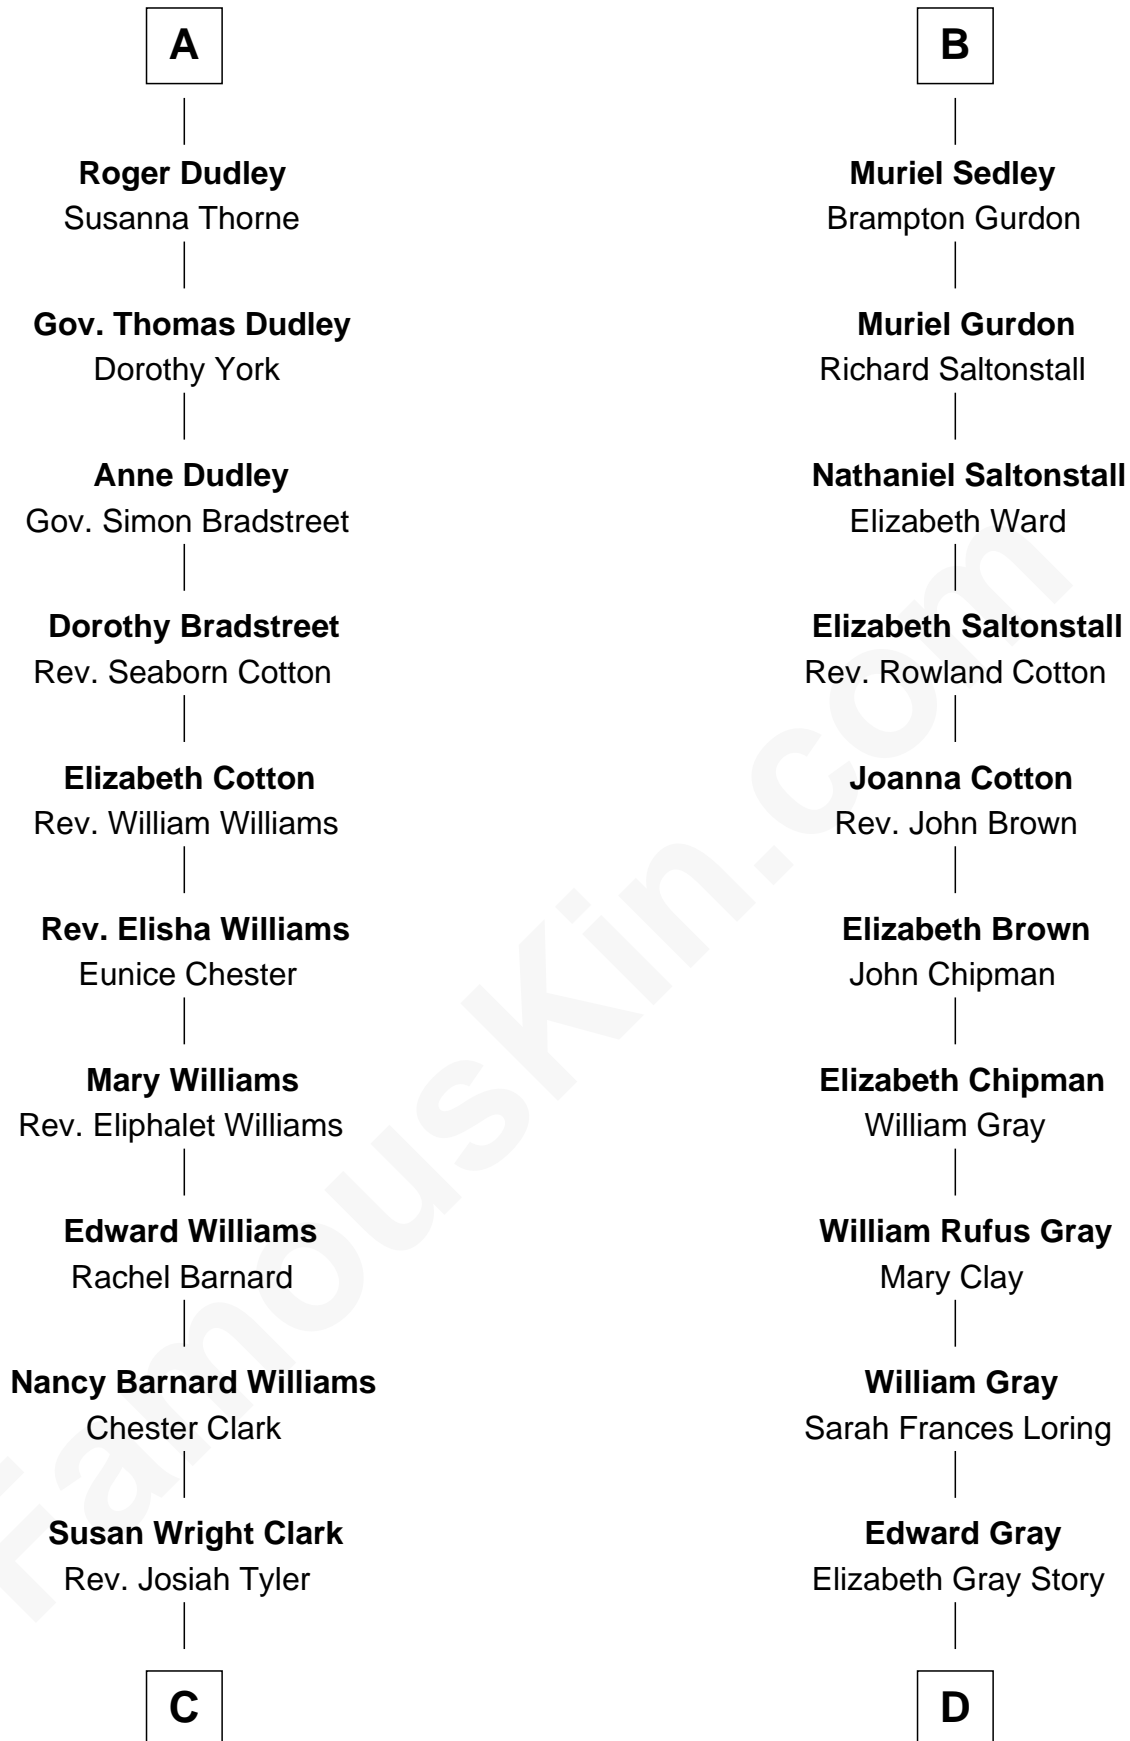 A
Roger Dudley
Susanna Thorne
Gov. Thomas Dudley
Dorothy York
Anne Dudley
Gov. Simon Bradstreet
Dorothy Bradstreet
Rev. Seaborn Cotton
Elizabeth Cotton
Rev. William Williams
Rev. Elisha Williams
Eunice Chester
Mary Williams
Rev. Eliphalet Williams
Edward Williams
Rachel Barnard
Nancy Barnard Williams
Chester Clark
Susan Wright Clark
Rev. Josiah Tyler
C
B
Muriel Sedley
Brampton Gurdon
Muriel Gurdon
Richard Saltonstall
Nathaniel Saltonstall
Elizabeth Ward
Elizabeth Saltonstall
Rev. Rowland Cotton
Joanna Cotton
Rev. John Brown
Elizabeth Brown
John Chipman
Elizabeth Chipman
William Gray
William Rufus Gray
Mary Clay
William Gray
Sarah Frances Loring
Edward Gray
Elizabeth Gray Story
D
FamousKin.com